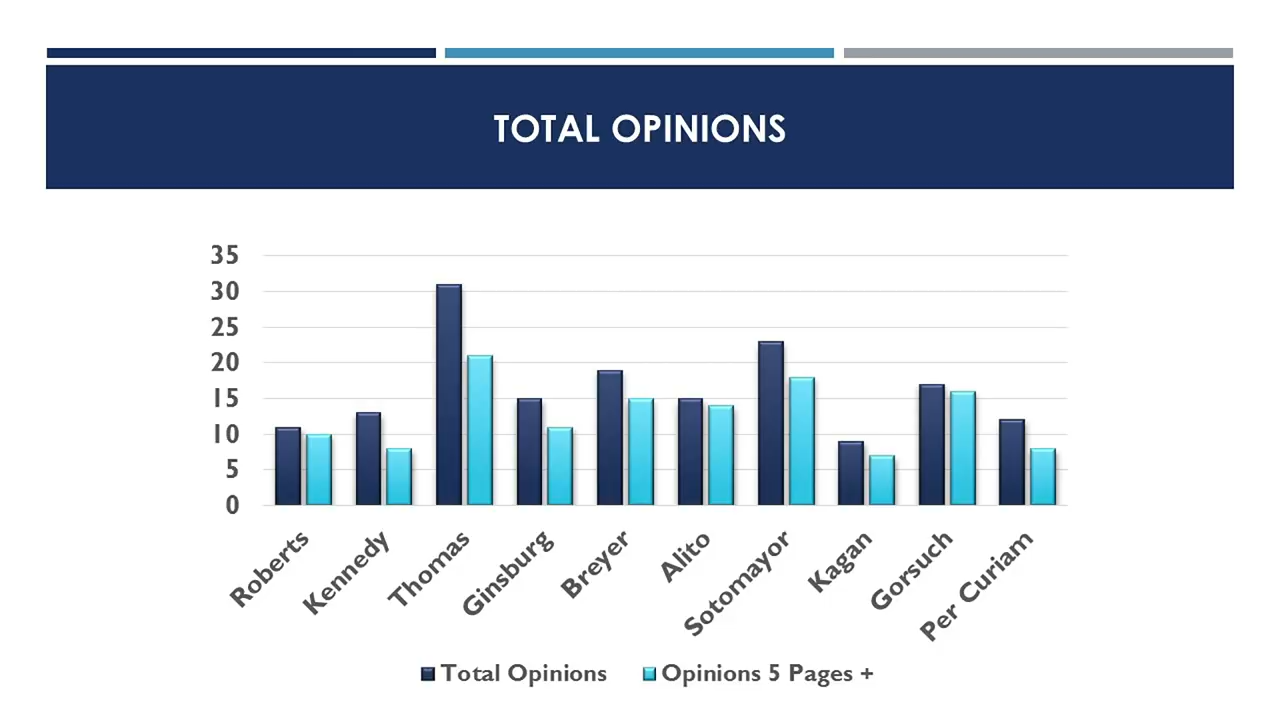 TOTAL OPINIONS
35
30
25
20
15
10
5
0
Roberts
Kennedy
Thomas
Ginsburg
Breyer
Alito
Sotomayor
Kagan
Gorsuch
Per Curiam
Total Opinions
Opinions 5 Pages +